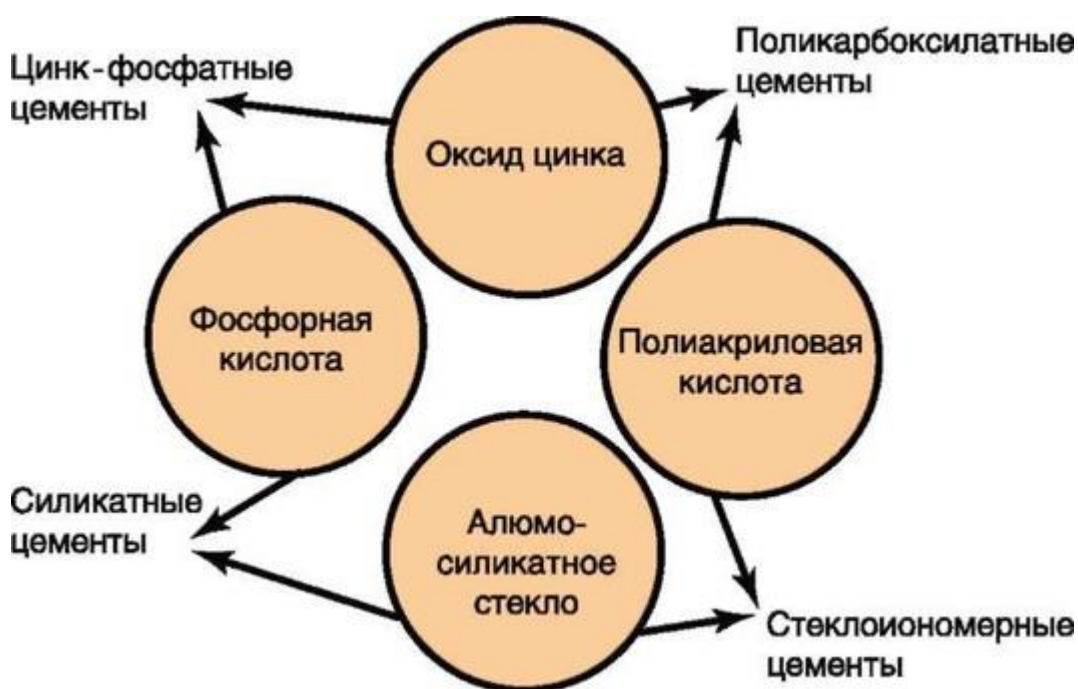 Цинк-фосфатные
цементы
Поликарбоксилатные
цементы
Оксид цинка
Фосфорная
кислота
Полиакриловая
кислота
Силикатные
цементы
Алюмо-
силикатное
стекло
Стеклоиономерные
цементы